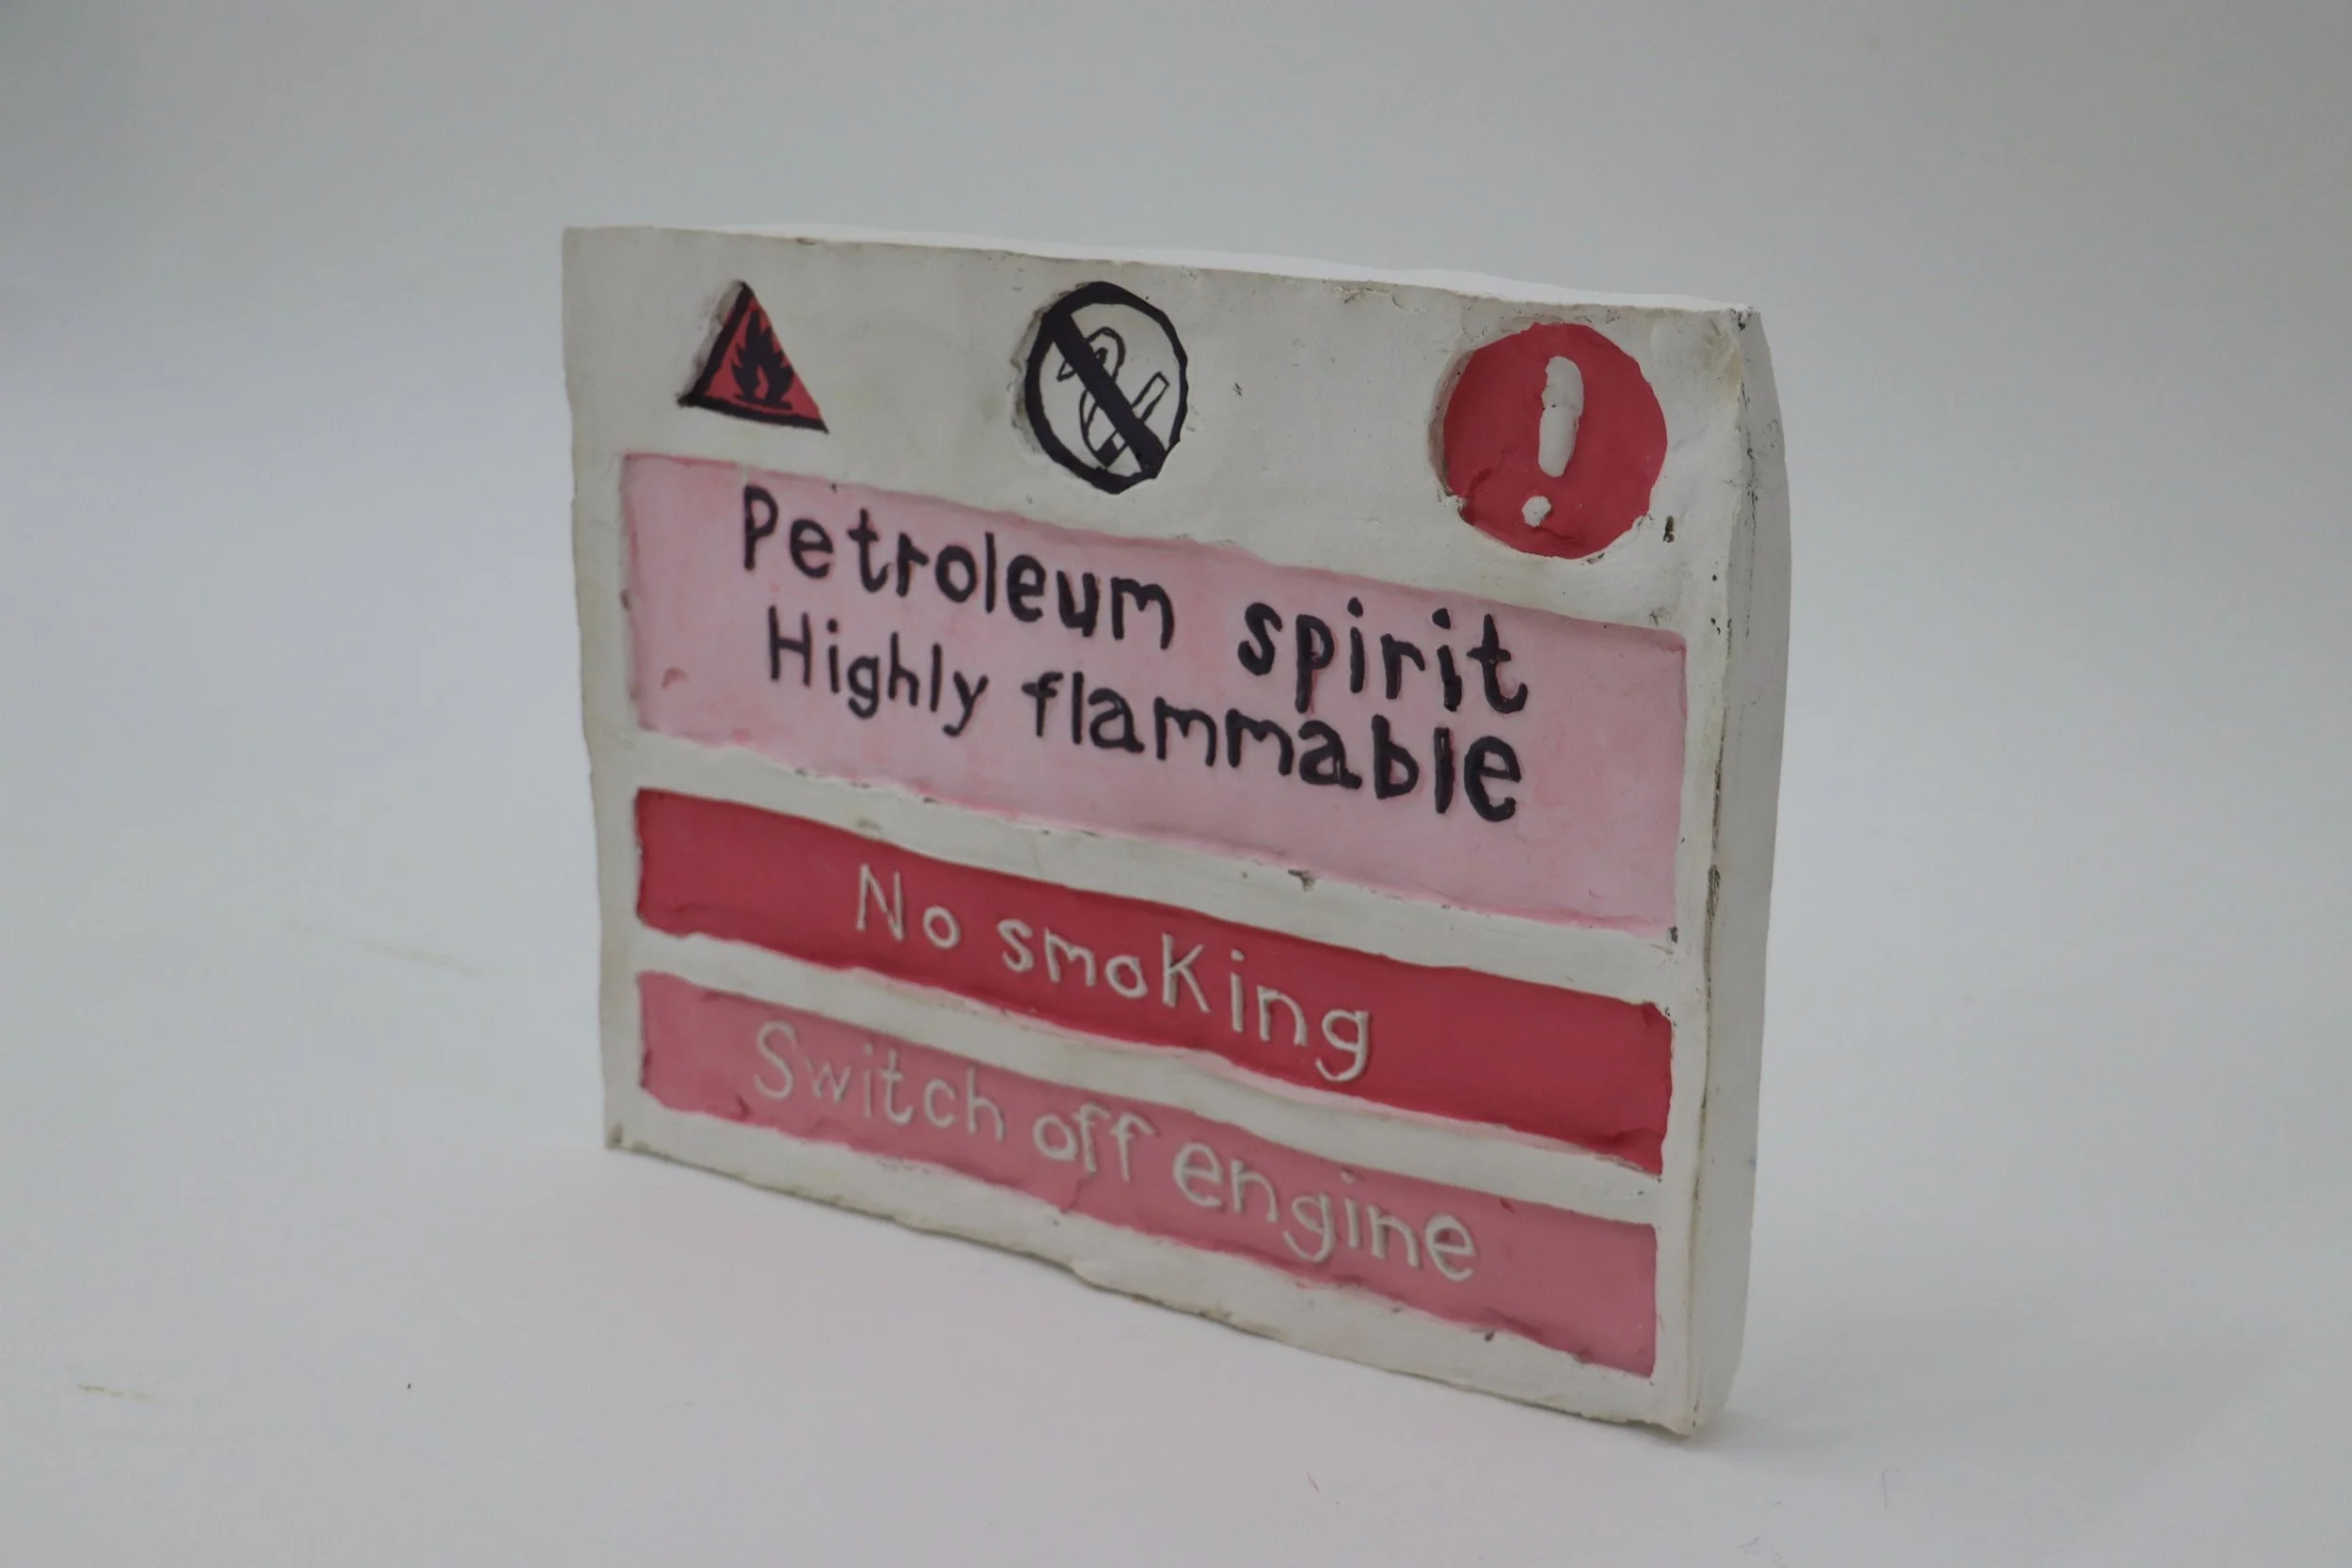 !
Petroleum spirit
Highly flammable
No smoking
Switch off engine